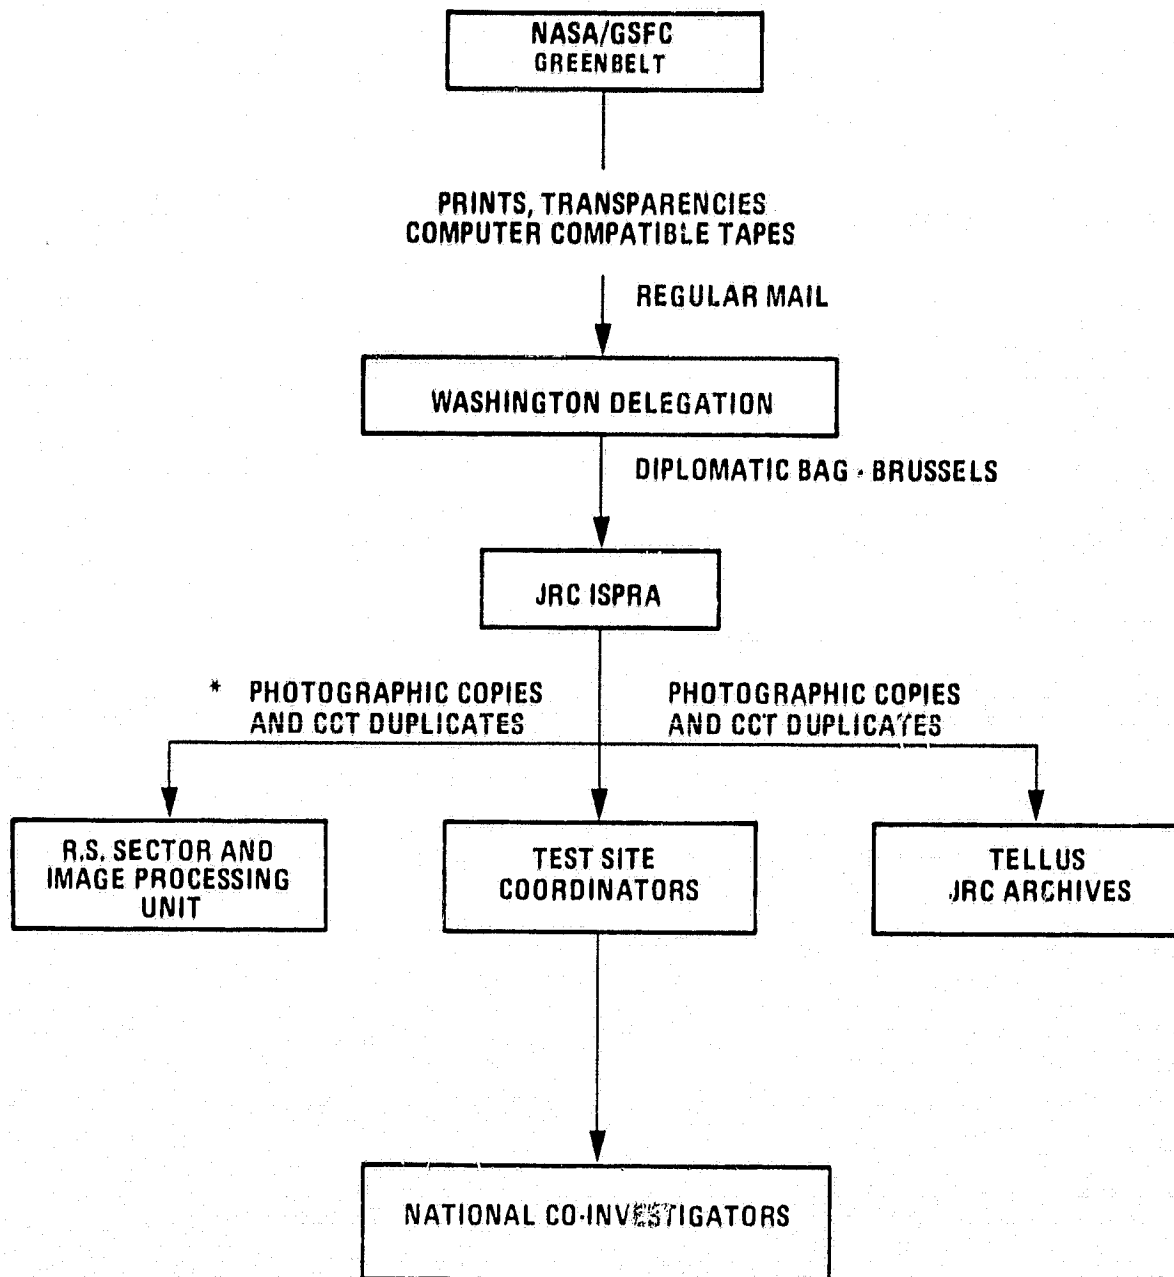 NASA/GSFC
GREENBELT
PRINTS, TRANSPARENCIES
COMPUTER COMPATIBLE TAPES
REGULAR MAIL
WASHINGTON DELEGATION
DIPLOMATIC BAG - BRUSSELS
JRC ISPRA
* PHOTOGRAPHIC COPIES
AND CCT DUPLICATES
PHOTOGRAPHIC COPIES
AND CCT DUPLICATES
R.S. SECTOR AND
IMAGE PROCESSING
UNIT
TEST SITE
COORDINATORS
TELLUS
JRC ARCHIVES
NATIONAL CO-INVESTIGATORS